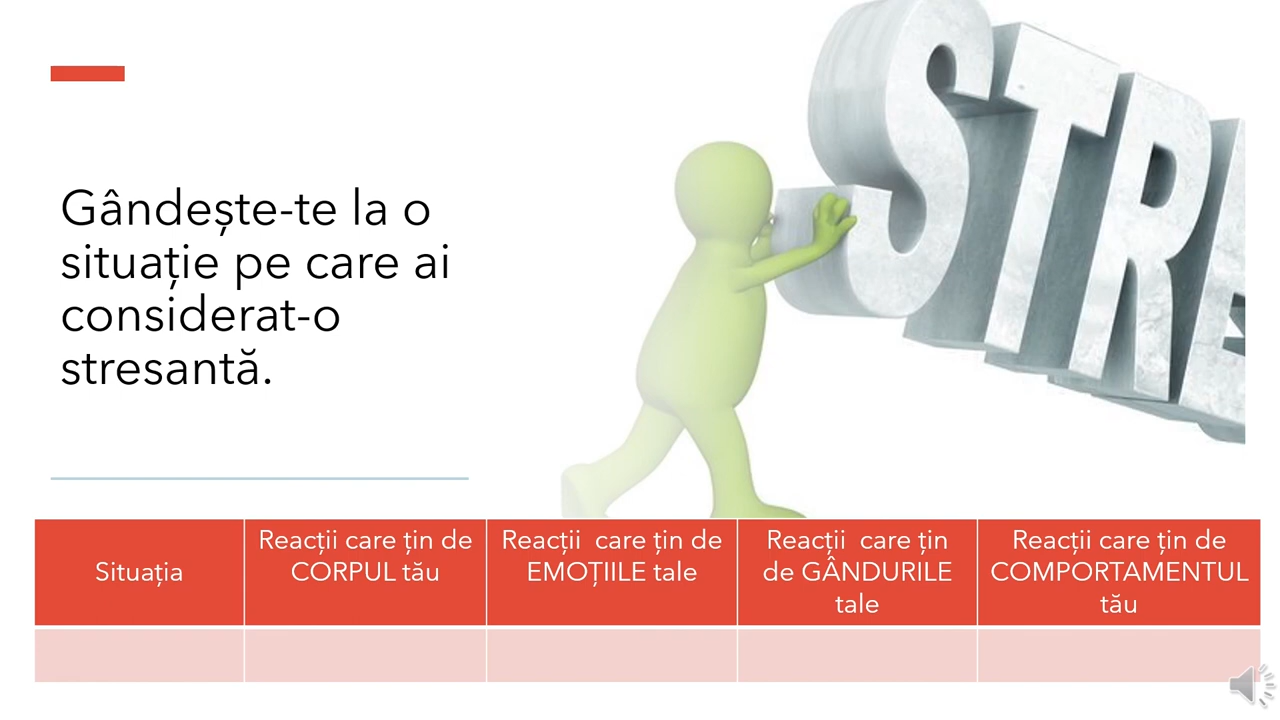 STRE
Gândește-te la o
situație pe care ai
considerat-o
stresantă.
Situația
Reacții care țin de
CORPUL tău
Reacții care țin de
EMOȚIILE tale
Reacții care țin
de GÂNDURILE
tale
Reacții care țin de
COMPORTAMENTUL
tău